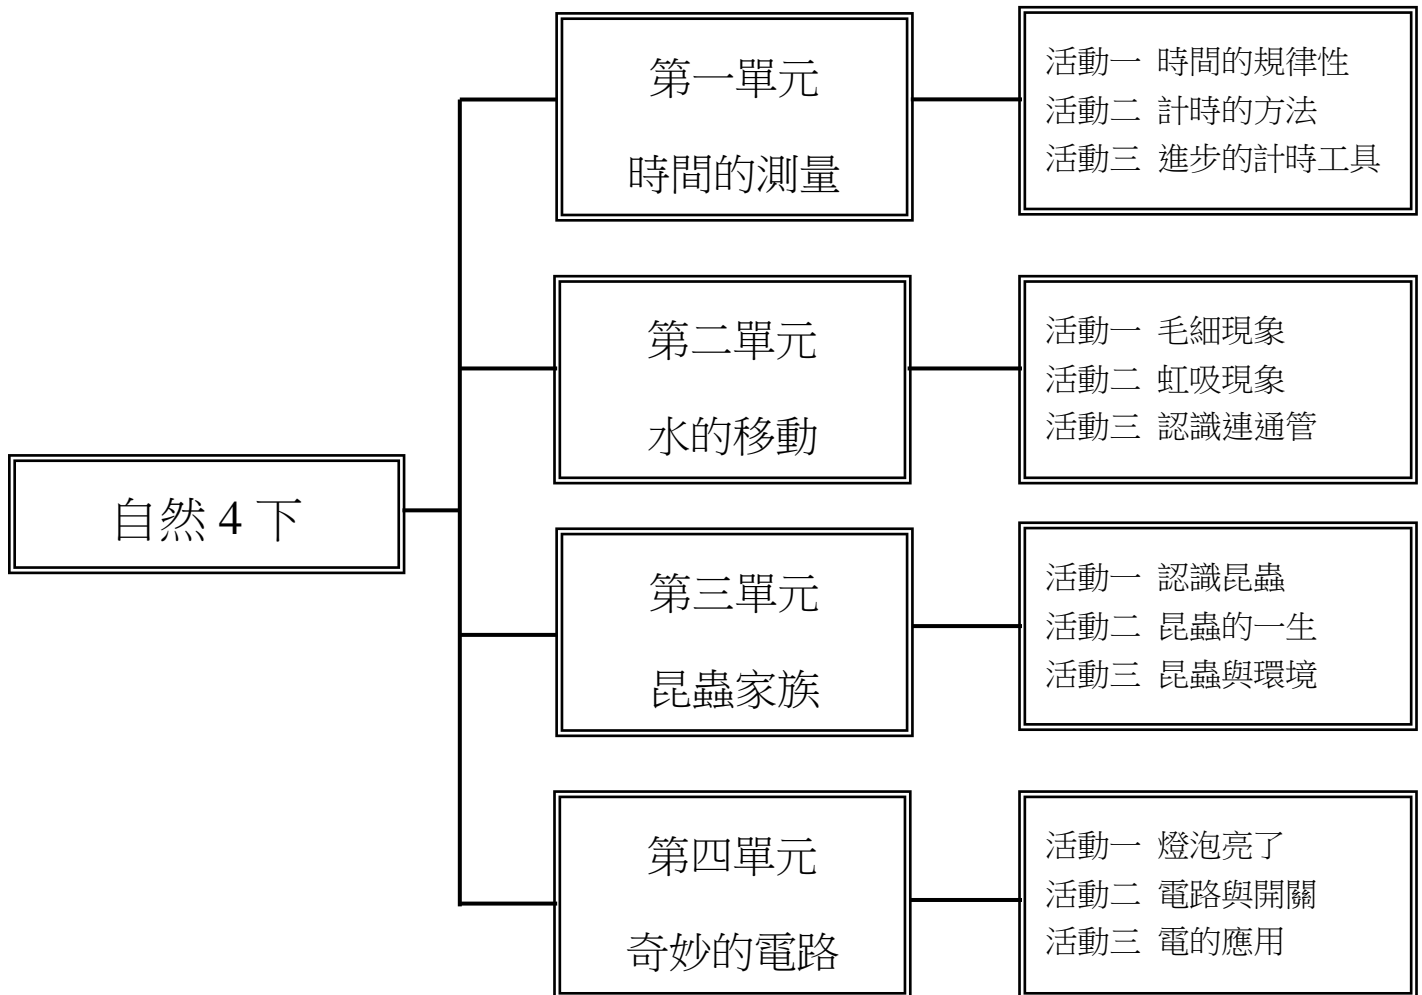 自然 4 下
第一單元
時間的測量
活動一 時間的規律性
活動二 計時的方法
活動三 進步的計時工具
第二單元
水的移動
活動一 毛細現象
活動二 虹吸現象
活動三 認識連通管
第三單元
昆蟲家族
活動一 認識昆蟲
活動二 昆蟲的一生
活動三 昆蟲與環境
第四單元
奇妙的電路
活動一 燈泡亮了
活動二 電路與開關
活動三 電的應用